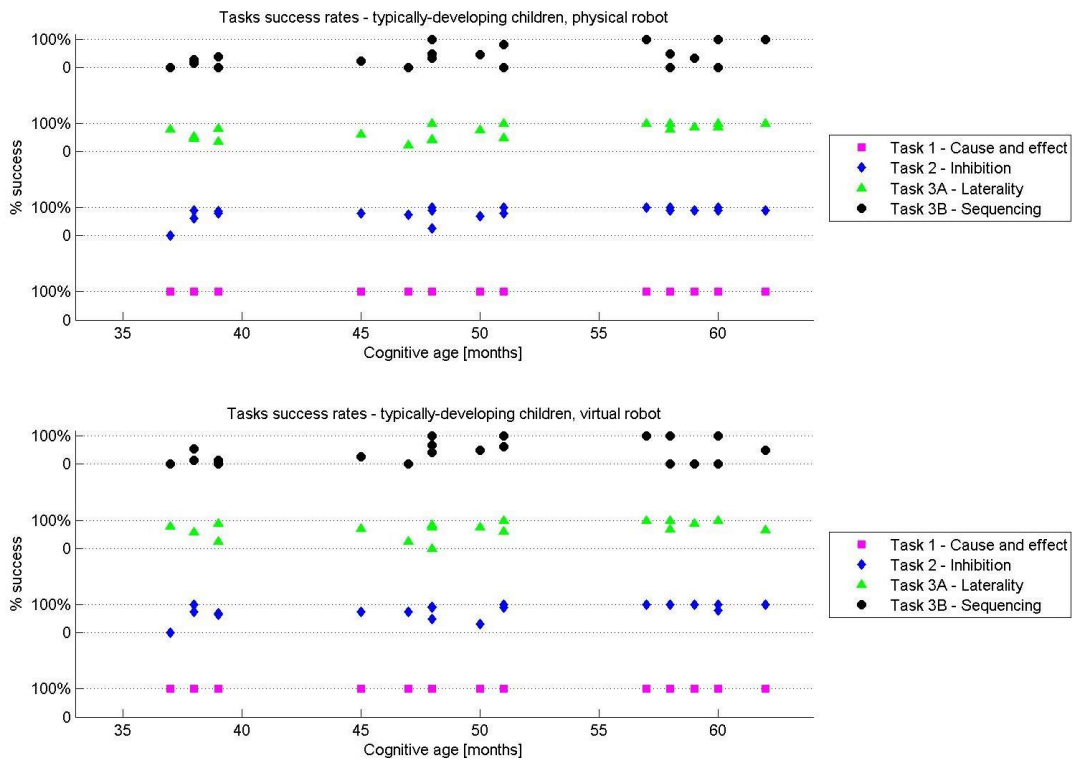 Tasks success rates - typically-developing children, physical robot
100%
0
100%
0
100%
0
100%
0
% success
35 40 45 50 55 60
Cognitive age [months]
Task 1 - Cause and effect
Task 2 - Inhibition
Task 3A - Laterality
Task 3B - Sequencing
Tasks success rates - typically-developing children, virtual robot
100%
0
100%
0
100%
0
100%
0
% success
35 40 45 50 55 60
Cognitive age [months]
Task 1 - Cause and effect
Task 2 - Inhibition
Task 3A - Laterality
Task 3B - Sequencing